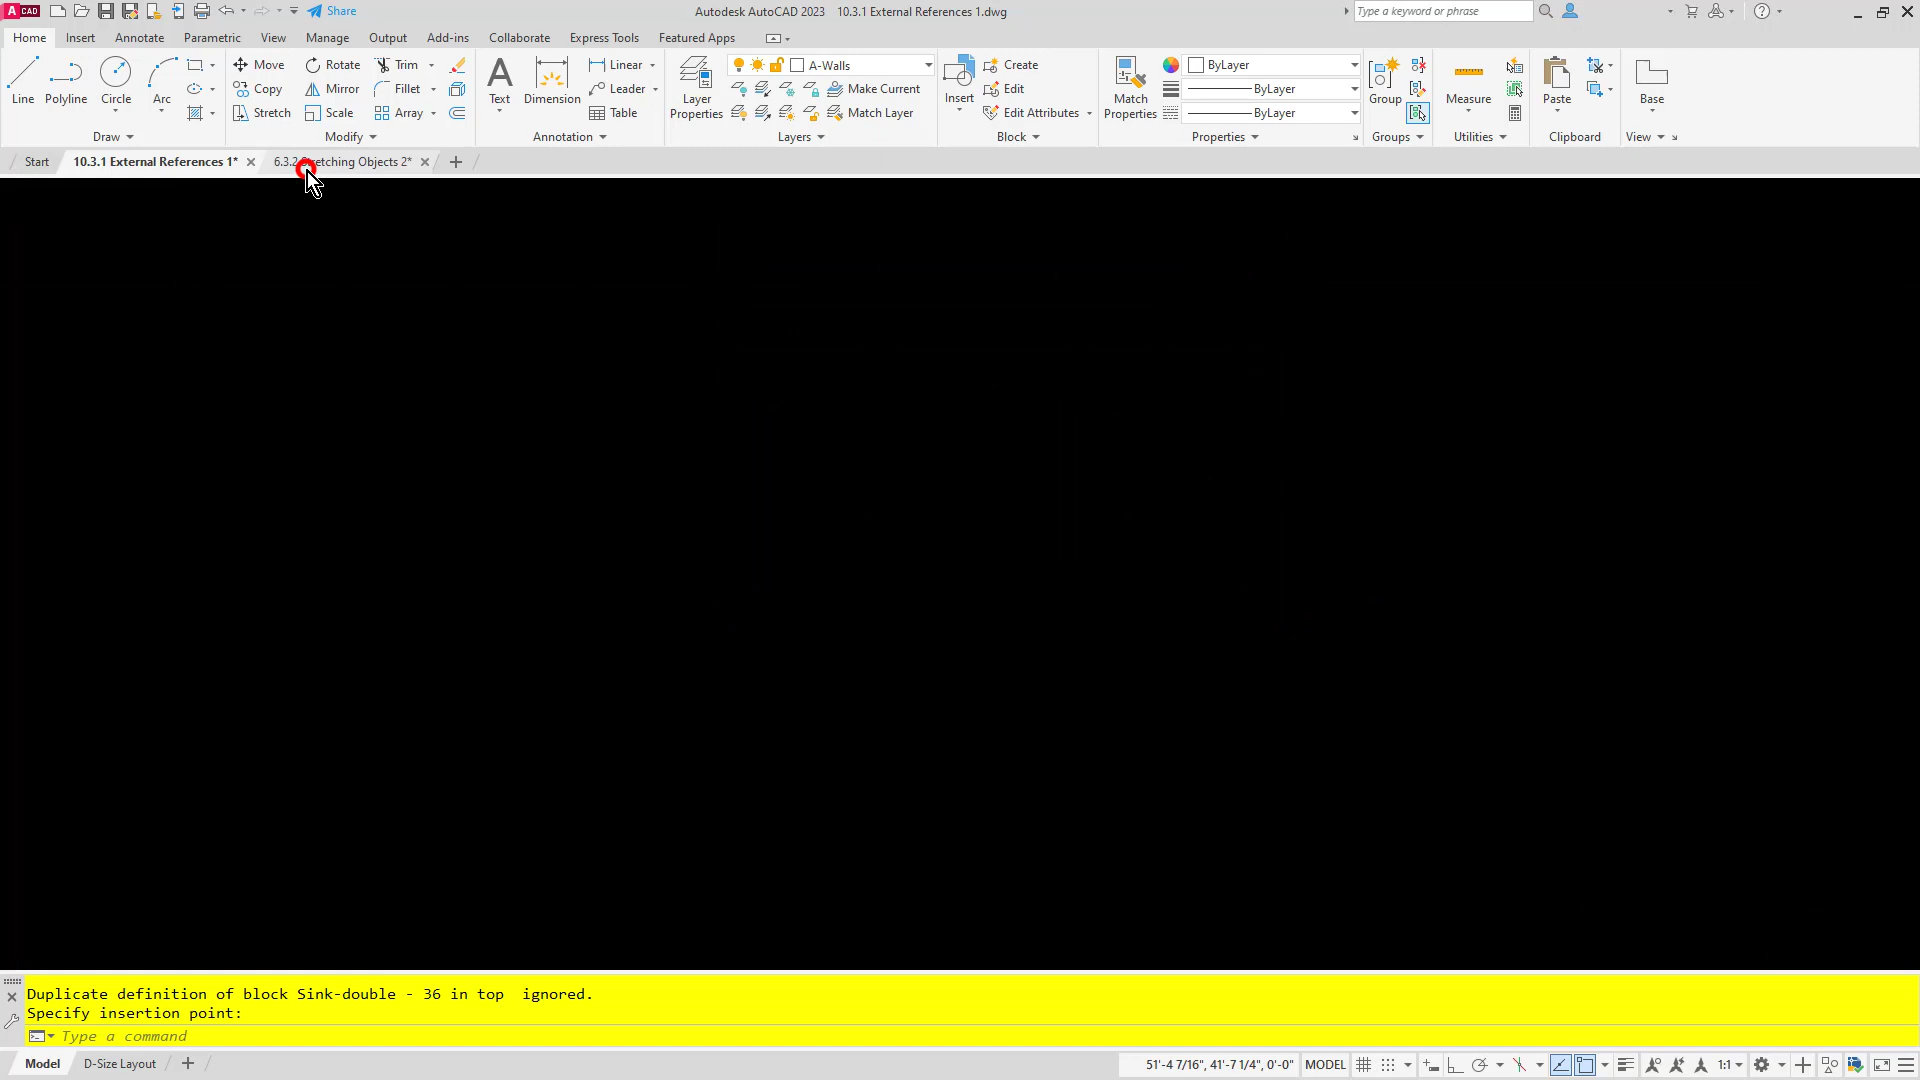 A CAD Share Autodesk AutoCAD 2023 10.3.1 External References 1.dwg Type a keyword or phrase
Home Insert Annotate Parametric View Manage Output Add-ins Collaborate Express Tools Featured Apps
Move Rotate Trim Linear A-Walls Create ByLayer
Line Polyline Circle Arc Copy Mirror Fillet Text Dimension Leader Layer Properties Make Current Insert Edit Match Properties ByLayer Group Measure Paste Base
Stretch Scale Array Table Match Layer Edit Attributes ByLayer
Draw Modify Annotation Layers Block Properties Groups Utilities Clipboard View
Start 10.3.1 External References 1* 6.3.2 Stretching Objects 2*
Duplicate definition of block Sink-double - 36 in top ignored.
Specify insertion point:
Type a command
Model D-Size Layout 51'-4 7/16", 41'-7 1/4", 0'-0" MODEL 1:1